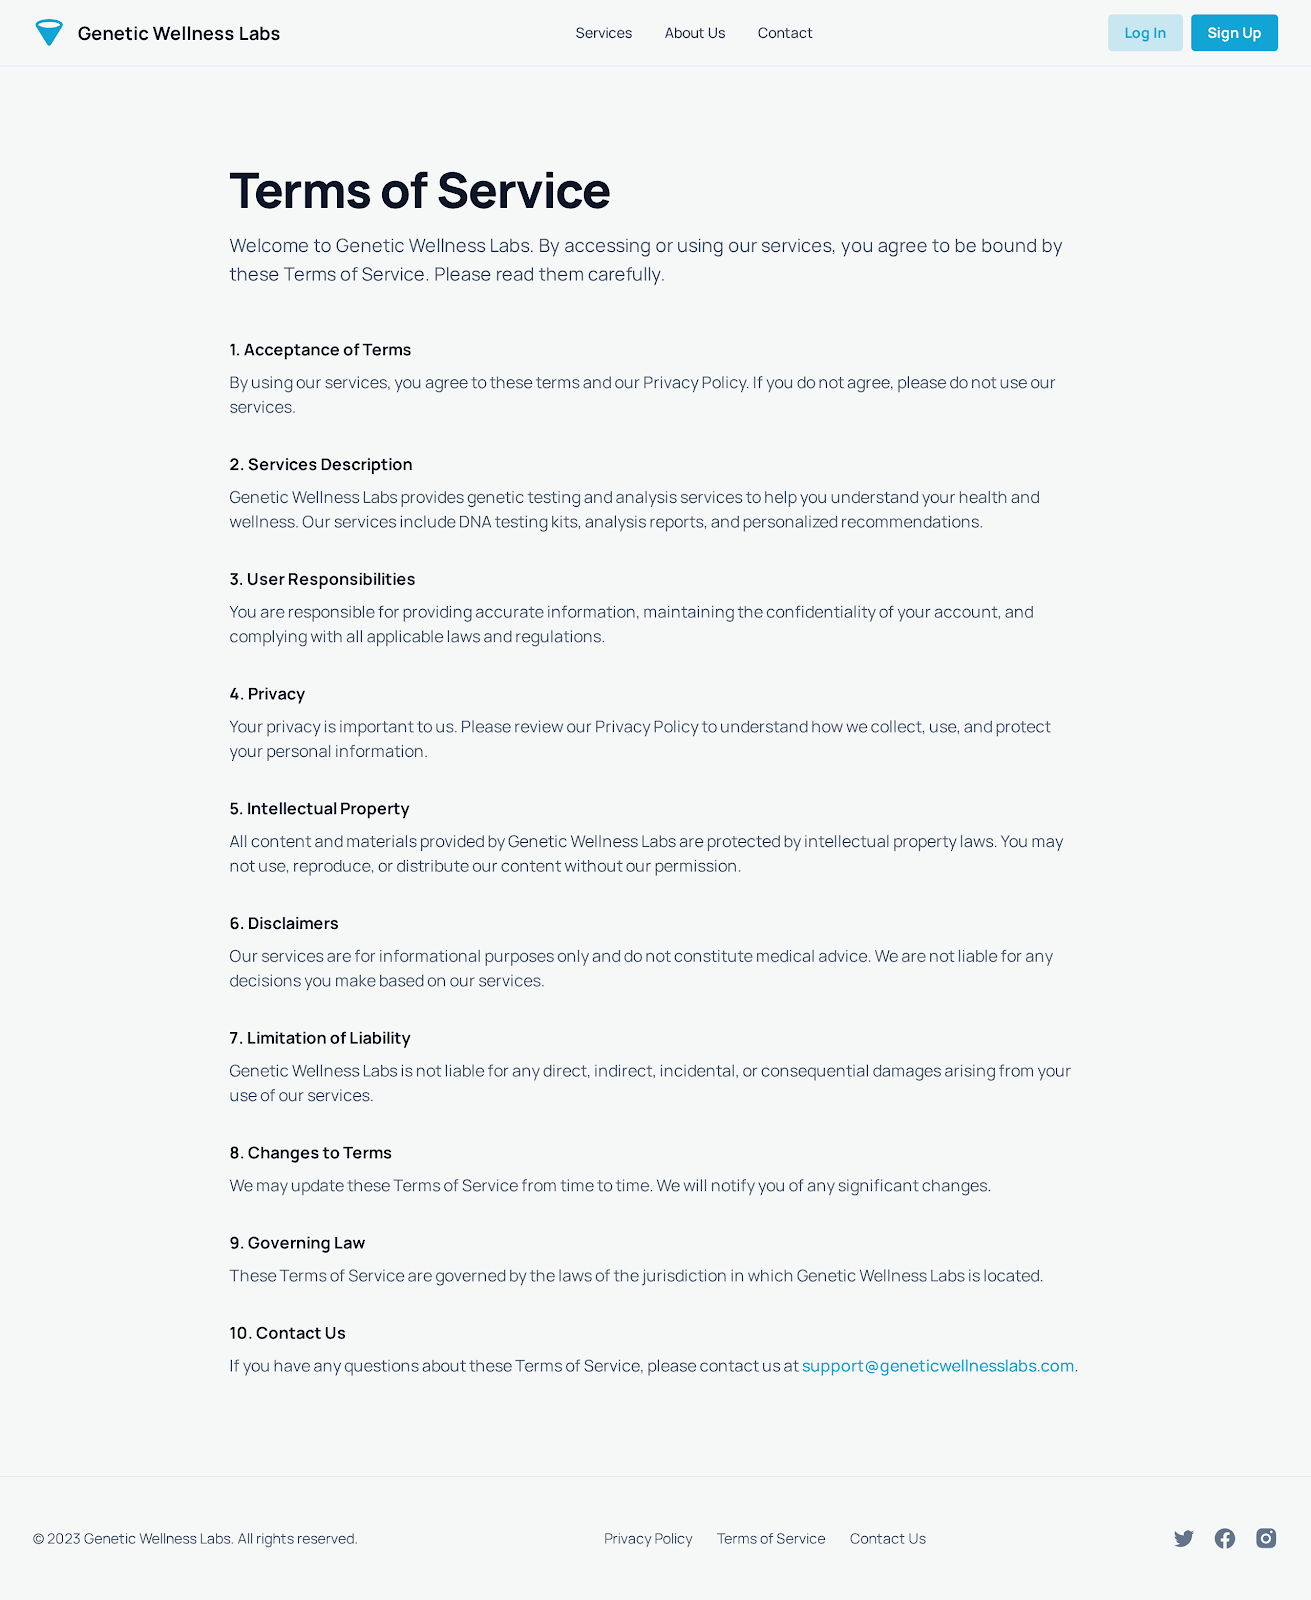 Genetic Wellness Labs
Services
About Us
Contact
Log In
Sign Up
Terms of Service
Welcome to Genetic Wellness Labs. By accessing or using our services, you agree to be bound by
these Terms of Service. Please read them carefully.
1. Acceptance of Terms
By using our services, you agree to these terms and our Privacy Policy. If you do not agree, please do not use our
services.
2. Services Description
Genetic Wellness Labs provides genetic testing and analysis services to help you understand your health and
wellness. Our services include DNA testing kits, analysis reports, and personalized recommendations.
3. User Responsibilities
You are responsible for providing accurate information, maintaining the confidentiality of your account, and
complying with all applicable laws and regulations.
4. Privacy
Your privacy is important to us. Please review our Privacy Policy to understand how we collect, use, and protect
your personal information.
5. Intellectual Property
All content and materials provided by Genetic Wellness Labs are protected by intellectual property laws. You may
not use, reproduce, or distribute our content without our permission.
6. Disclaimers
Our services are for informational purposes only and do not constitute medical advice. We are not liable for any
decisions you make based on our services.
7. Limitation of Liability
Genetic Wellness Labs is not liable for any direct, indirect, incidental, or consequential damages arising from your
use of our services.
8. Changes to Terms
We may update these Terms of Service from time to time. We will notify you of any significant changes.
9. Governing Law
These Terms of Service are governed by the laws of the jurisdiction in which Genetic Wellness Labs is located.
10. Contact Us
If you have any questions about these Terms of Service, please contact us at support@geneticwellnesslabs.com.
© 2023 Genetic Wellness Labs. All rights reserved.
Privacy Policy
Terms of Service
Contact Us